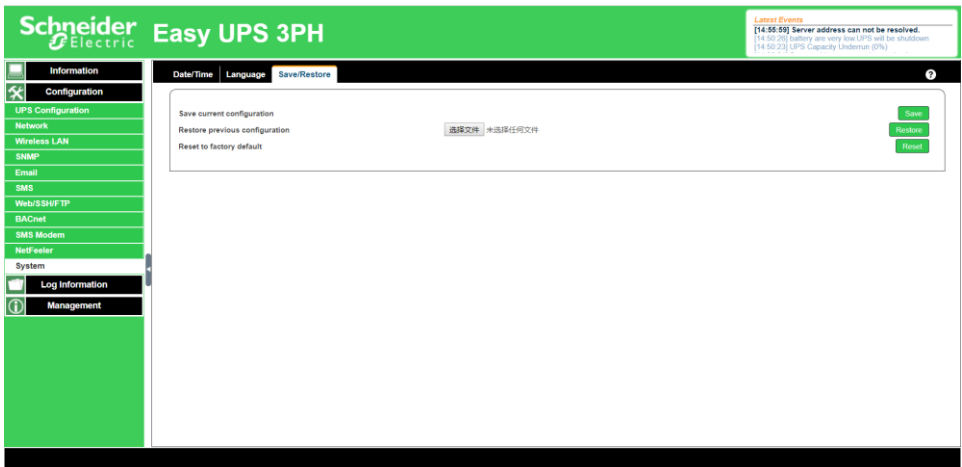 Schneider Electric
Easy UPS 3PH
Latest Events
[14:55:59] Server address can not be resolved.
[14:50:26] battery are very low.UPS will be shutdown
[14:50:23] UPS Capacity Underrun (0%)
Information
Configuration
UPS Configuration
Network
Wireless LAN
SNMP
Email
SMS
Web/SSH/FTP
BACnet
SMS Modem
NetFeeler
System
Log Information
Management
Date/Time Language Save/Restore ?
Save current configuration Save
Restore previous configuration 选择文件 未选择任何文件 Restore
Reset to factory default Reset